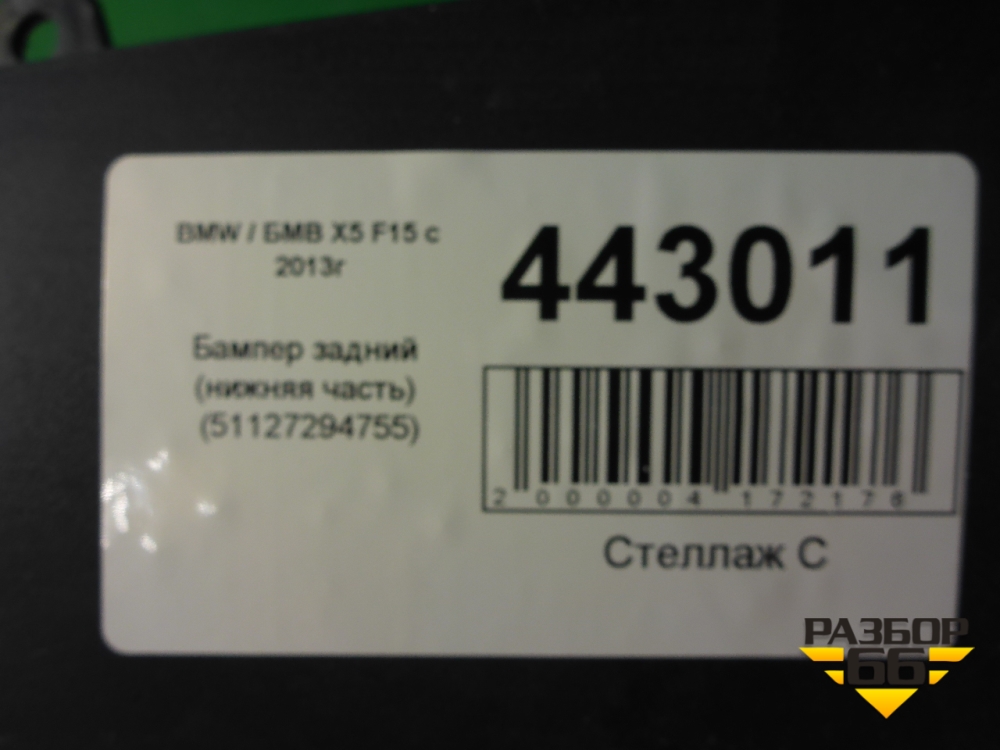 BMW / БМВ X5 F15 с
2013г
Бампер задний
(нижняя часть)
(51127294755)
443011
2 000004 172176
Стеллаж С
РАЗБОР
66